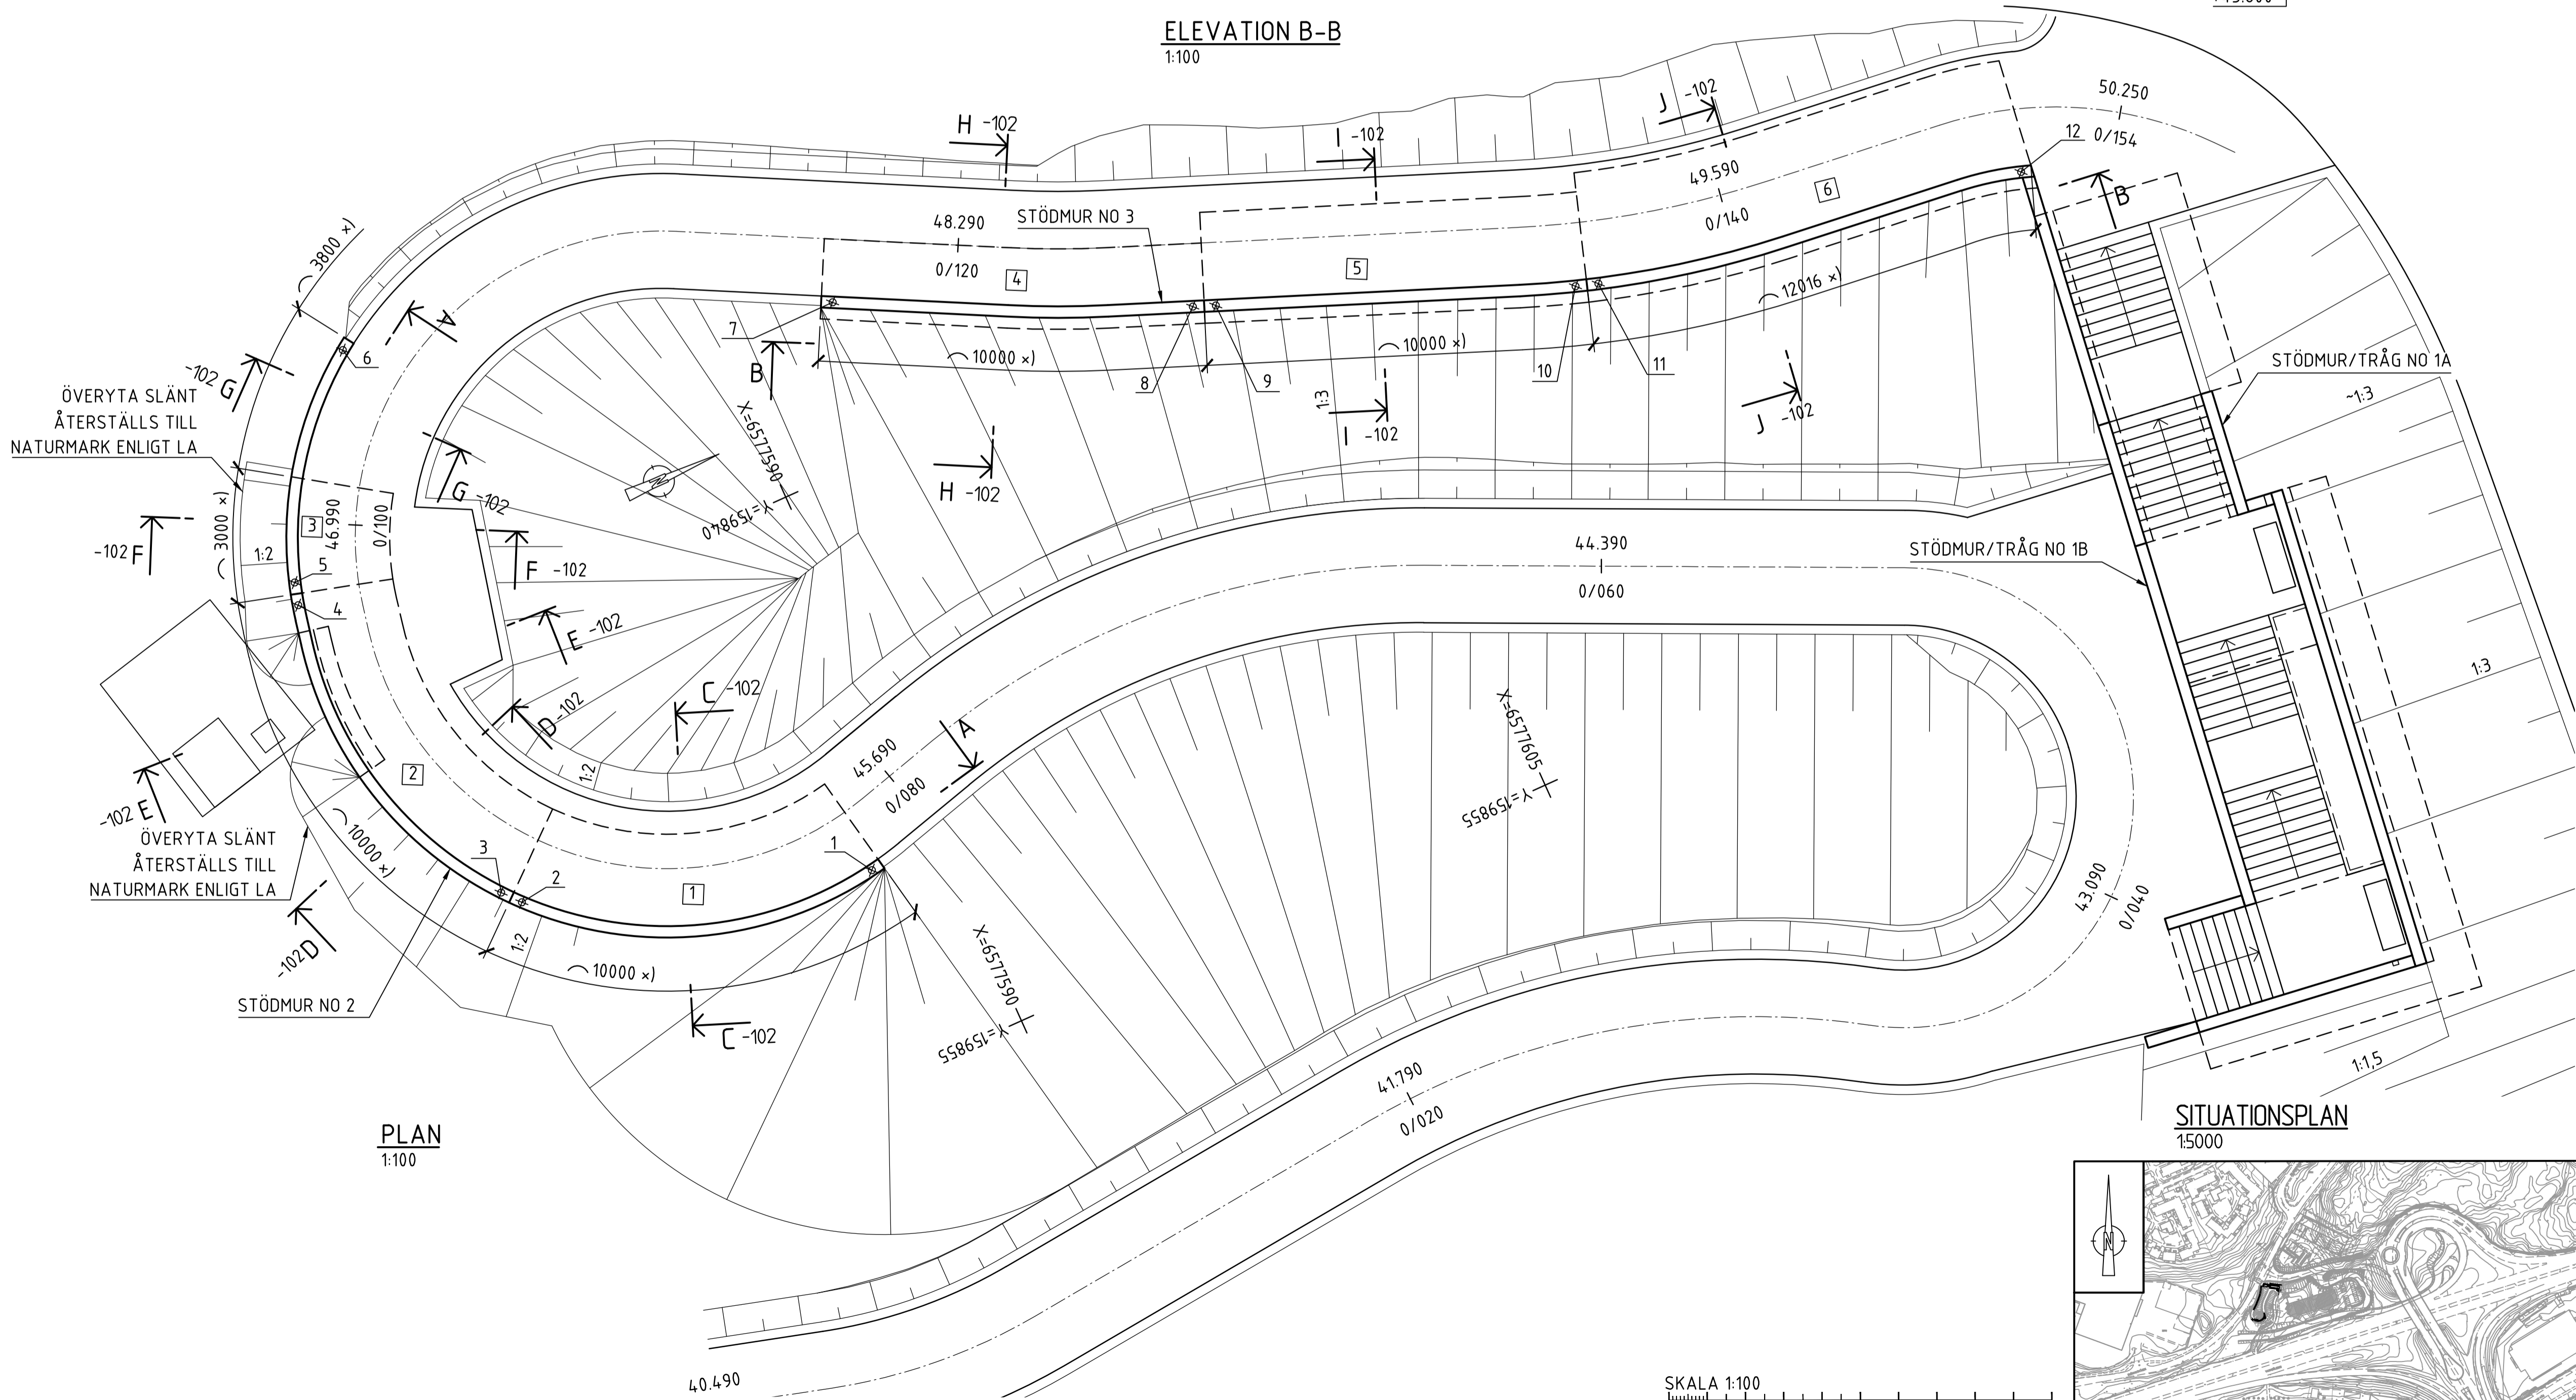 ELEVATION B-B
1:100
H -102
I -102
J -102
50.250
0/154
12
B
49.590
0/140
6
48.290
0/120
STÖDMUR NO 3
4
5
3800 x)
A
6
7
B
10000 x)
10000 x)
12016 x)
8
9
10
11
1:3
I -102
J -102
H -102
STÖDMUR/TRÅG NO 1A
~1:3
-102 G
ÖVERYTA SLÄNT
ÅTERSTÄLLS TILL
NATURMARK ENLIGT LA
X=6577590
Y=159840
N
G -102
3000 x)
3
46.990
0/100
-102 F
1:2
5
4
F -102
E -102
44.390
0/060
STÖDMUR/TRÅG NO 1B
1:3
C -102
D -102
A
45.690
0/080
1:2
2
X=6577605
Y=159855
-102 E
ÖVERYTA SLÄNT
ÅTERSTÄLLS TILL
NATURMARK ENLIGT LA
10000 x)
3
2
1
1
43.090
0/040
-102 D
1:2
10000 x)
X=6577590
Y=159855
STÖDMUR NO 2
C -102
41.790
0/020
1:1,5
PLAN
1:100
SITUATIONSPLAN
1:5000
N
40.490
SKALA 1:100